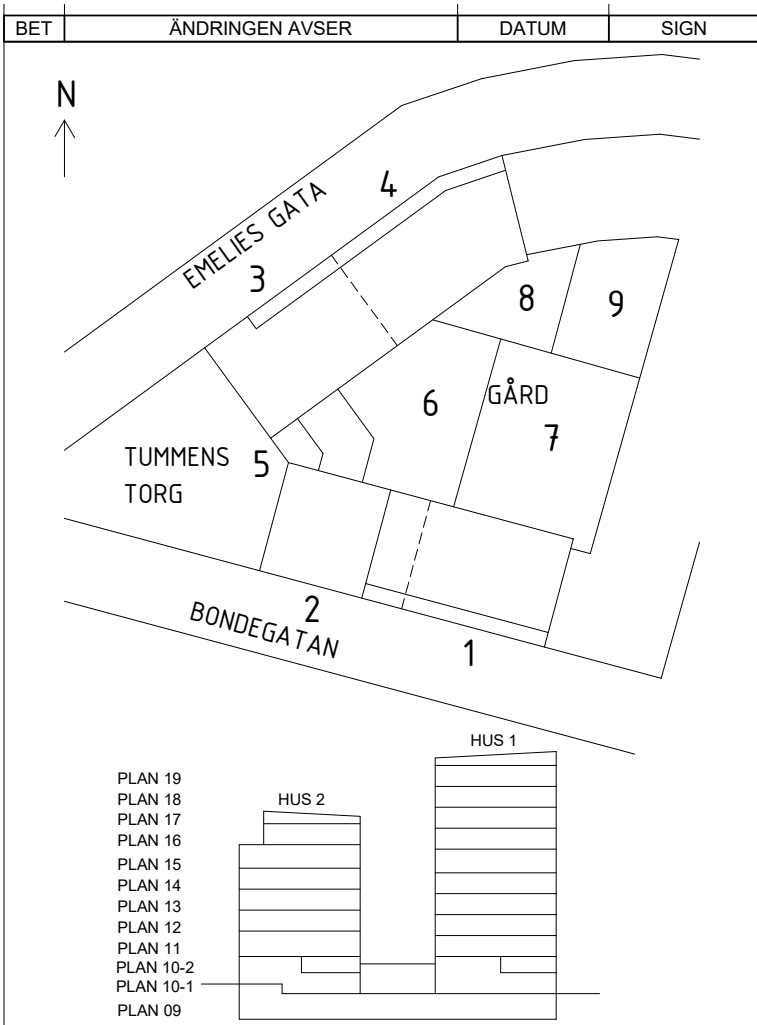 BET ÄNDRINGEN AVSER DATUM SIGN
N
4
EMELIES GATA
3
8
9
6
GÅRD
7
TUMMENS
TORG
5
2
BONDEGATAN
1
HUS 1
HUS 2
PLAN 19
PLAN 18
PLAN 17
PLAN 16
PLAN 15
PLAN 14
PLAN 13
PLAN 12
PLAN 11
PLAN 10-2
PLAN 10-1
PLAN 09